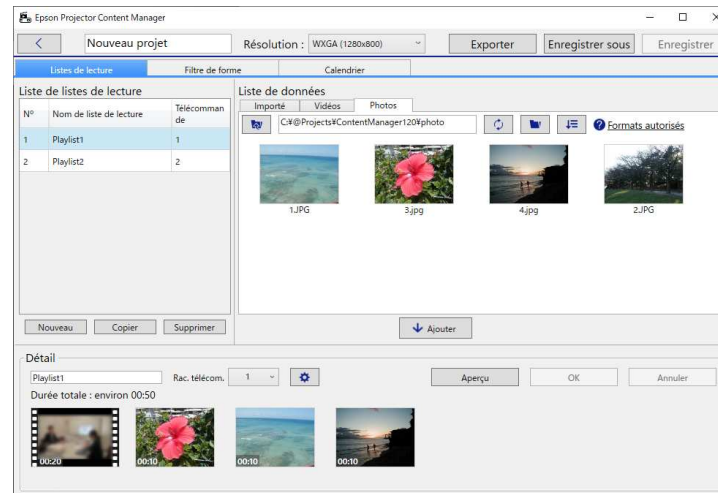 Epson Projector Content Manager
Nouveau projet Résolution : WXGA (1280x800) Exporter Enregistrer sous Enregistrer
Listes de lecture Filtre de forme Calendrier
Liste de listes de lecture
Nº Nom de liste de lecture Télécomman
de
1 Playlist1 1
2 Playlist2 2
Nouveau Copier Supprimer
Liste de données
Importé Vidéos Photos
C:¥@Projects¥ContentManager120¥photo Formats autorisés
1.JPG 3.jpg 4.jpg 2.JPG
Ajouter
Détail
Playlist1 Rac. télécom. 1 Aperçu OK Annuler
Durée totale : environ 00:50
00:20 00:10 00:10 00:10